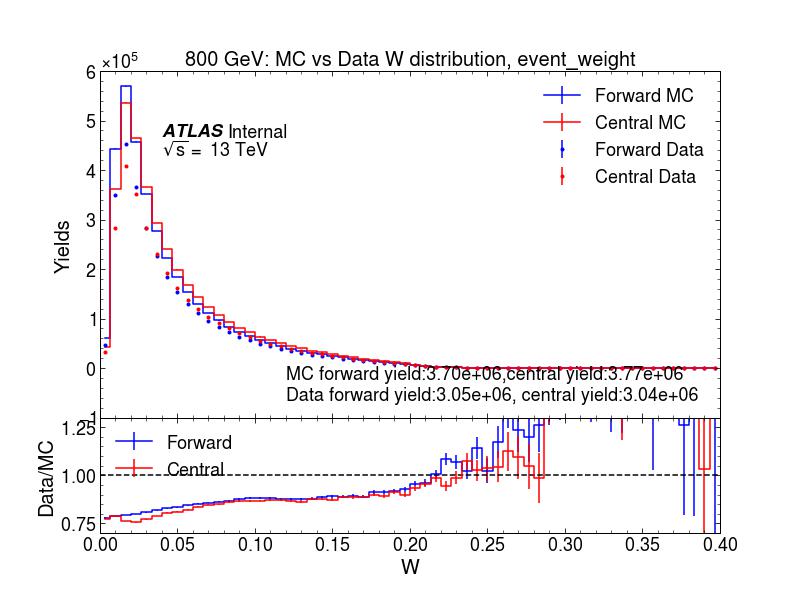 800 GeV: MC vs Data W distribution, event_weight
×10⁵
6
5
4
3
2
1
0
−1
Yields
ATLAS Internal
√s = 13 TeV
Forward MC
Central MC
Forward Data
Central Data
MC forward yield:3.70e+06,central yield:3.77e+06
Data forward yield:3.05e+06, central yield:3.04e+06
1.25
1.00
0.75
Data/MC
Forward
Central
0.00 0.05 0.10 0.15 0.20 0.25 0.30 0.35 0.40
W